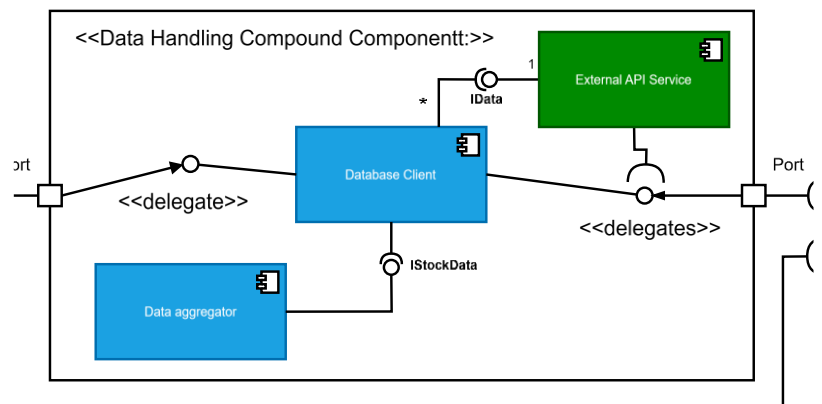 <<Data Handling Compound Componentt:>>
External API Service
1
IData
*
Database Client
ort
Port
<<delegate>>
<<delegates>>
IStockData
Data aggregator